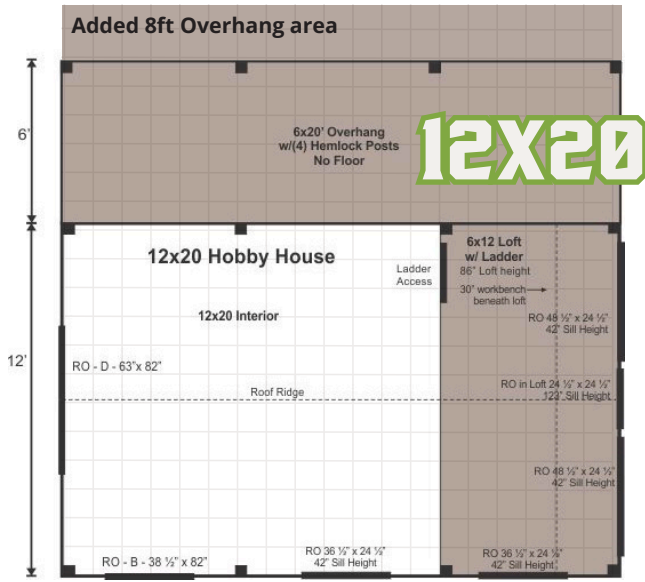 Added 8ft Overhang area
6'
6x20' Overhang
w/(4) Hemlock Posts
No Floor
12X20
12x20 Hobby House
Ladder
Access
6x12 Loft
w/ Ladder
86" Loft height
30" workbench
beneath loft
12x20 Interior
RO 48 ½" x 24 ½"
42" Sill Height
12'
RO - D - 63"x 82"
RO in Loft 24 ½" x 24 ½"
123" Sill Height
Roof Ridge
RO 48 ½" x 24 ½"
42" Sill Height
RO - B - 38 ½" x 82"
RO 36 ½" x 24 ½"
42" Sill Height
RO 36 ½" x 24 ½"
42" Sill Height